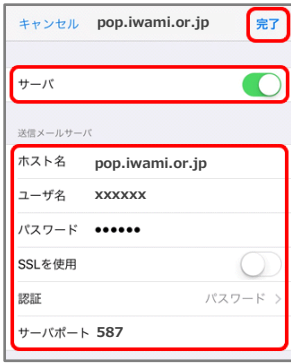 キャンセル pop.iwami.or.jp 完了
サーバ
送信メールサーバ
ホスト名 pop.iwami.or.jp
ユーザ名 xxxxxx
パスワード ●●●●●●
SSLを使用
認証 パスワード >
サーバポート 587